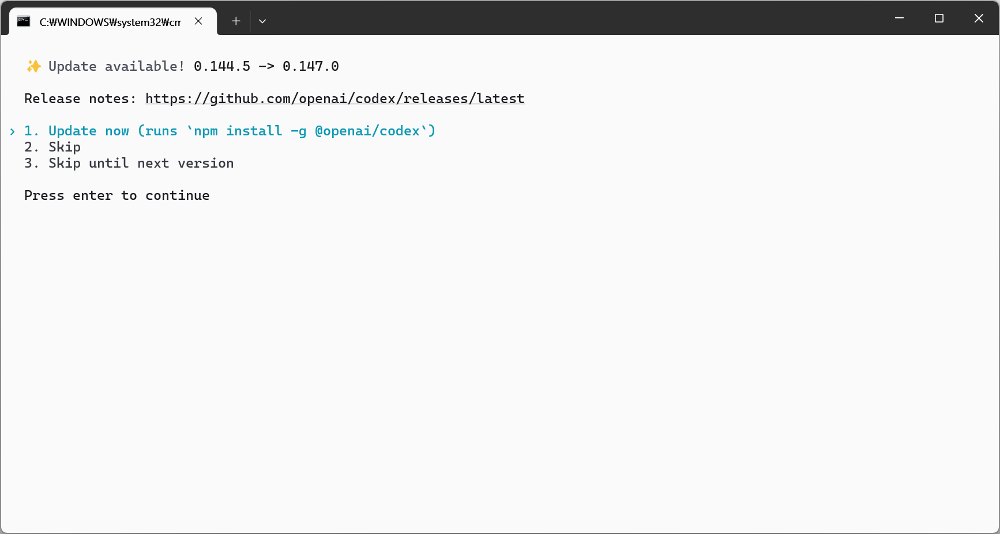 C:₩WINDOWS₩system32₩cm
✨ Update available! 0.144.5 -> 0.147.0
Release notes: https://github.com/openai/codex/releases/latest
› 1. Update now (runs `npm install -g @openai/codex`)
2. Skip
3. Skip until next version
Press enter to continue